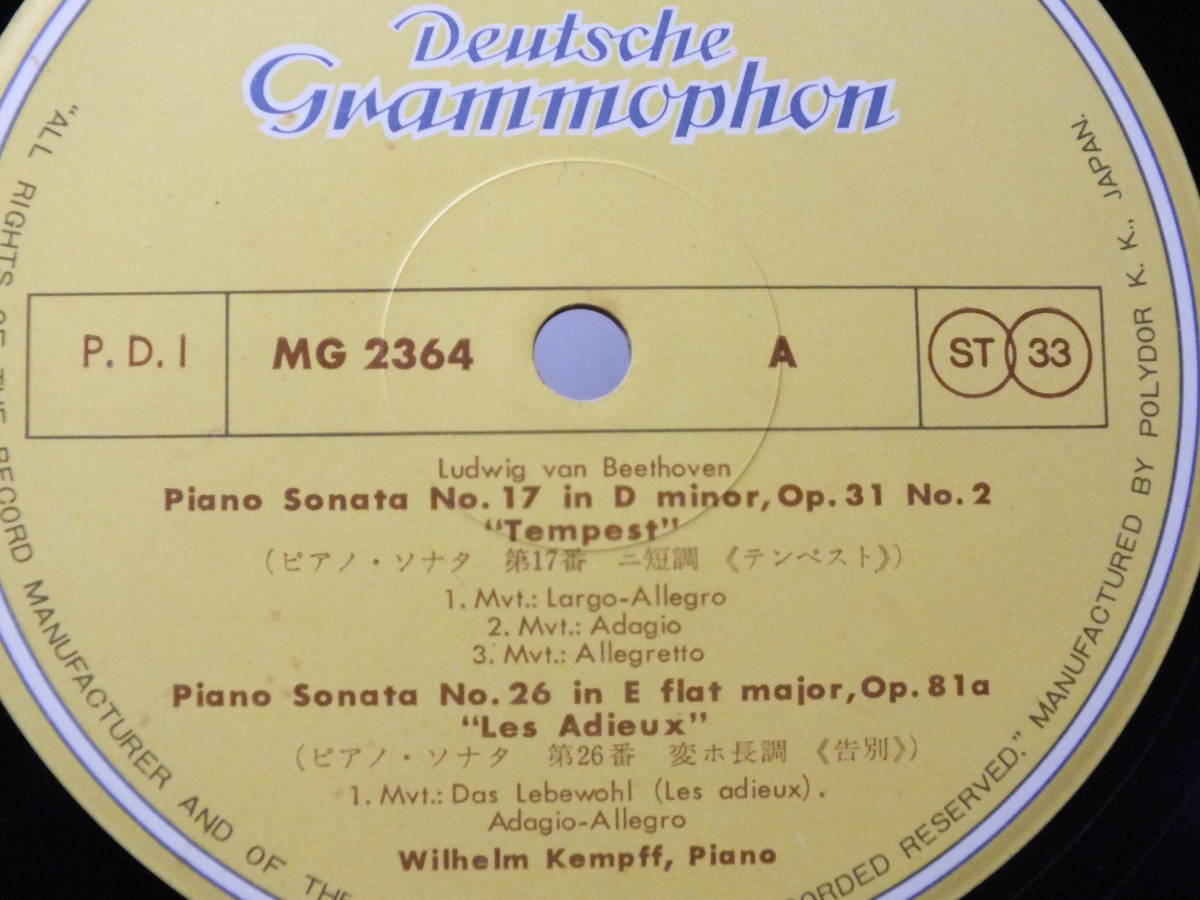 Deutsche
Grammophon
P. D. I
MG 2364
A
ST 33
Ludwig van Beethoven
Piano Sonata No. 17 in D minor, Op. 31 No. 2
“Tempest”
(ピアノ・ソナタ 第17番 ニ短調 《テンペスト》)
1. Mvt.: Largo-Allegro
2. Mvt.: Adagio
3. Mvt.: Allegretto
Piano Sonata No. 26 in E flat major, Op. 81a
“Les Adieux”
(ピアノ・ソナタ 第26番 変ホ長調 《告別》)
1. Mvt.: Das Lebewohl (Les adieux).
Adagio-Allegro
Wilhelm Kempff, Piano
“ALL RIGHTS OF THE RECORD MANUFACTURER AND OF THE
RESERVED.” MANUFACTURED BY POLYDOR K. K., JAPAN.